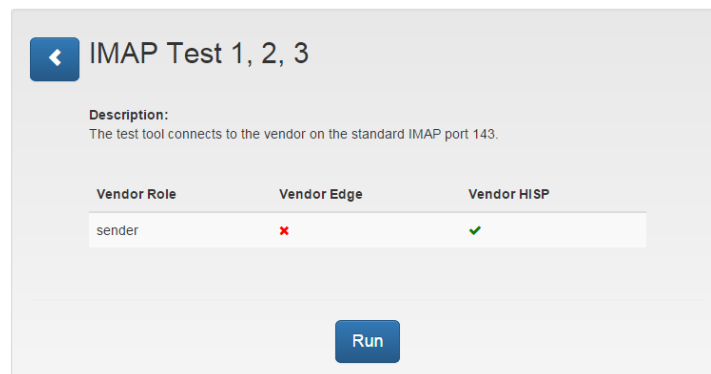 IMAP Test 1, 2, 3
Description:
The test tool connects to the vendor on the standard IMAP port 143.
Vendor Role Vendor Edge Vendor HISP
sender
Run